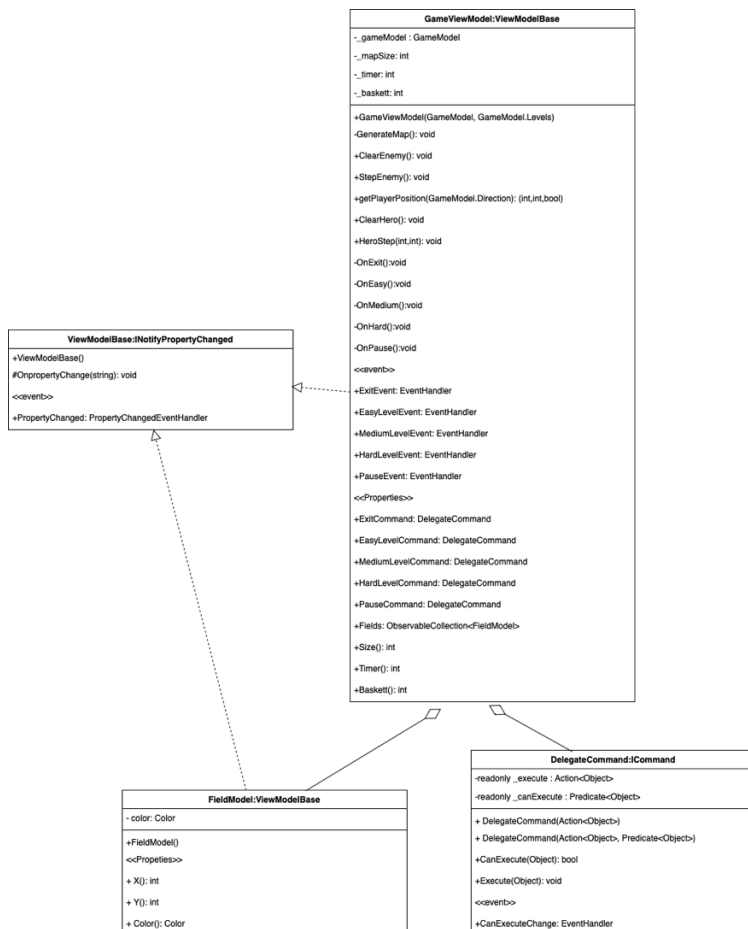 GameViewModel:ViewModelBase
-_gameModel : GameModel
-_mapSize: int
-_timer: int
-_baskett: int
+GameViewModel(GameModel, GameModel.Levels)
-GenerateMap(): void
+ClearEnemy(): void
+StepEnemy(): void
+getPlayerPosition(GameModel.Direction): (int,int,bool)
+ClearHero(): void
+HeroStep(int,int): void
-OnExit():void
-OnEasy():void
-OnMedium():void
-OnHard():void
-OnPause():void
<<event>>
+ExitEvent: EventHandler
+EasyLevelEvent: EventHandler
+MediumLevelEvent: EventHandler
+HardLevelEvent: EventHandler
+PauseEvent: EventHandler
<<Properties>>
+ExitCommand: DelegateCommand
+EasyLevelCommand: DelegateCommand
+MediumLevelCommand: DelegateCommand
+HardLevelCommand: DelegateCommand
+PauseCommand: DelegateCommand
+Fields: ObservableCollection<FieldModel>
+Size(): int
+Timer(): int
+Baskett(): int
ViewModelBase:INotifyPropertyChanged
+ViewModelBase()
#OnpropertyChange(string): void
<<event>>
+PropertyChanged: PropertyChangedEventHandler
FieldModel:ViewModelBase
- color: Color
+FieldModel()
<<Propeties>>
+ X(): int
+ Y(): int
+ Color(): Color
DelegateCommand:ICommand
-readonly _execute : Action<Object>
-readonly _canExecute : Predicate<Object>
+ DelegateCommand(Action<Object>)
+ DelegateCommand(Action<Object>, Predicate<Object>)
+CanExecute(Object): bool
+Execute(Object): void
<<event>>
+CanExecuteChange: EventHandler